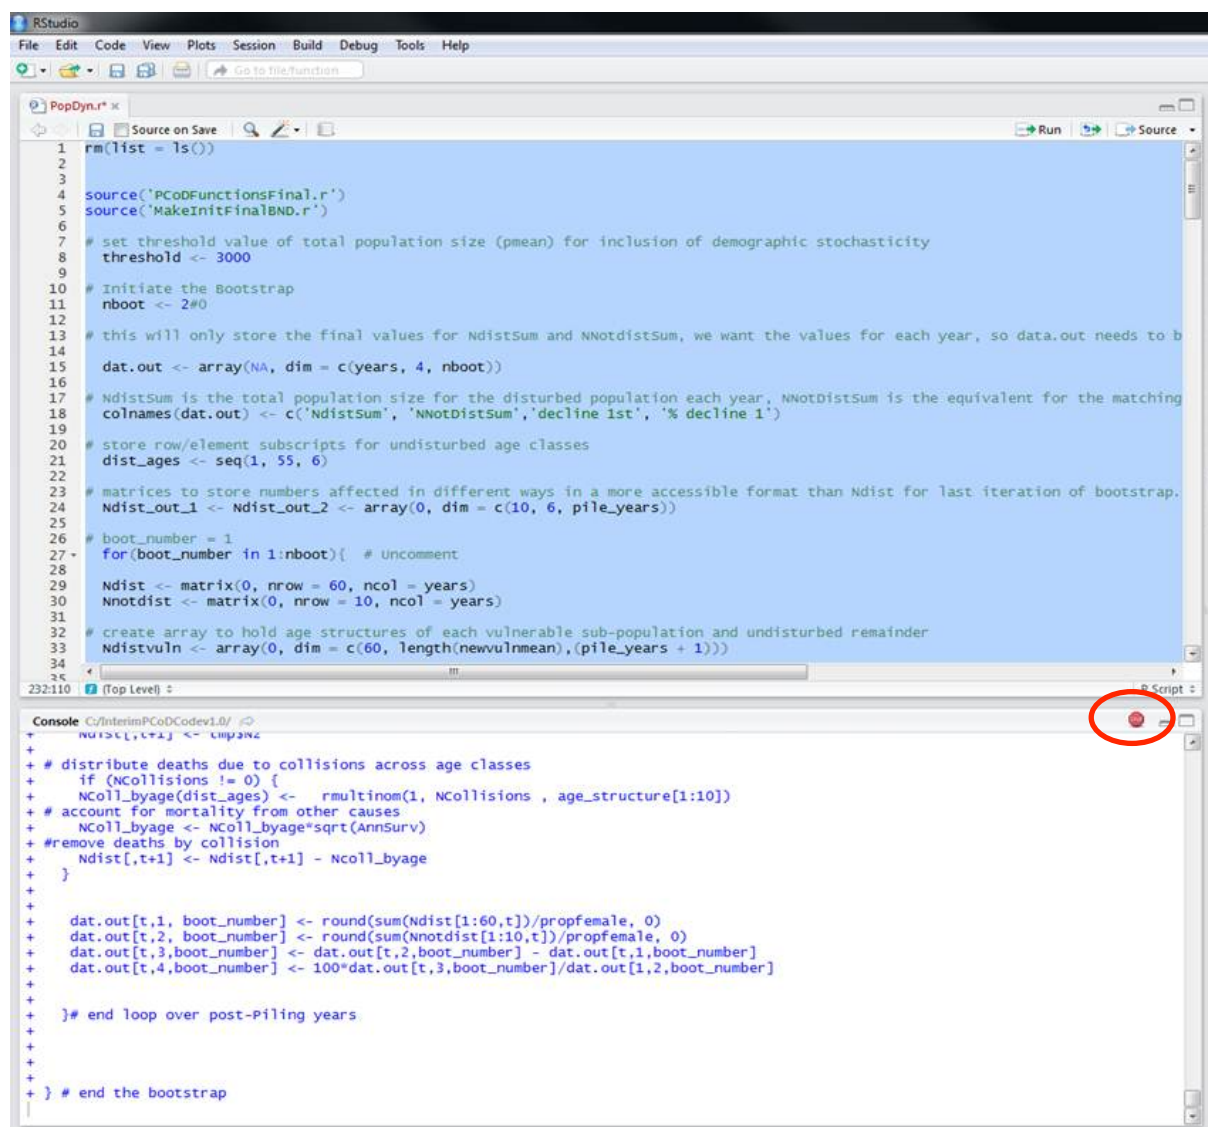 RStudio
File Edit Code View Plots Session Build Debug Tools Help
Go to file/function
PopDyn.r* ×
Source on Save Run Source
1 rm(list = ls())
2
3
4 source('PCoDFunctionsFinal.r')
5 source('MakeInitFinalBND.r')
6
7 # set threshold value of total population size (pmean) for inclusion of demographic stochasticity
8 threshold <- 3000
9
10 # Initiate the Bootstrap
11 nboot <- 2#0
12
13 # this will only store the final values for NdistSum and NNotdistSum, we want the values for each year, so data.out needs to b
14
15 dat.out <- array(NA, dim = c(years, 4, nboot))
16
17 # NdistSum is the total population size for the disturbed population each year, NNotDistSum is the equivalent for the matching
18 colnames(dat.out) <- c('NdistSum', 'NNotDistSum','decline 1st', '% decline 1')
19
20 # store row/element subscripts for undisturbed age classes
21 dist_ages <- seq(1, 55, 6)
22
23 # matrices to store numbers affected in different ways in a more accessible format than Ndist for last iteration of bootstrap.
24 Ndist_out_1 <- Ndist_out_2 <- array(0, dim = c(10, 6, pile_years))
25
26 # boot_number = 1
27 for(boot_number in 1:nboot){ # Uncomment
28
29 Ndist <- matrix(0, nrow = 60, ncol = years)
30 Nnotdist <- matrix(0, nrow = 10, ncol = years)
31
32 # create array to hold age structures of each vulnerable sub-population and undisturbed remainder
33 Ndistvuln <- array(0, dim = c(60, length(newvulnmean),(pile_years + 1)))
34
35
232:110 (Top Level) R Script
Console C:/InterimPCoDCodev1.0/
+ Ndist[,t+1] <- tmp$N2
+
+ # distribute deaths due to collisions across age classes
+ if (NCollisions != 0) {
+ NColl_byage(dist_ages) <- rmultinom(1, NCollisions , age_structure[1:10])
+ # account for mortality from other causes
+ NColl_byage <- NColl_byage*sqrt(AnnSurv)
+ #remove deaths by collision
+ Ndist[,t+1] <- Ndist[,t+1] - Ncoll_byage
+ }
+
+
+ dat.out[t,1, boot_number] <- round(sum(Ndist[1:60,t])/propfemale, 0)
+ dat.out[t,2, boot_number] <- round(sum(Nnotdist[1:10,t])/propfemale, 0)
+ dat.out[t,3,boot_number] <- dat.out[t,2,boot_number] - dat.out[t,1,boot_number]
+ dat.out[t,4,boot_number] <- 100*dat.out[t,3,boot_number]/dat.out[1,2,boot_number]
+
+
+ }# end loop over post-Piling years
+
+
+
+
+ } # end the bootstrap